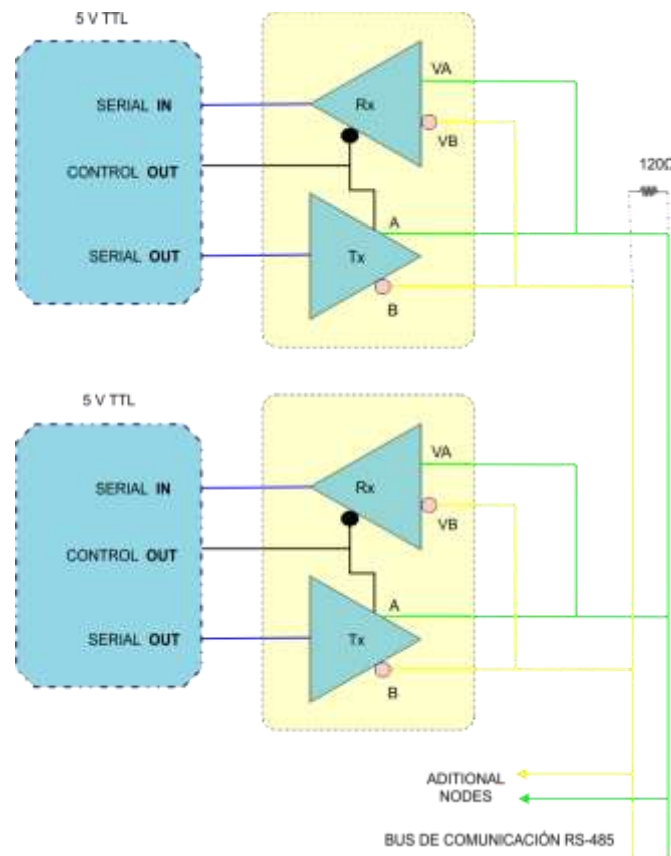 5 V TTL
SERIAL IN
CONTROL OUT
SERIAL OUT
Rx
VA
VB
A
Tx
B
120Ω
5 V TTL
SERIAL IN
CONTROL OUT
SERIAL OUT
Rx
VA
VB
A
Tx
B
ADITIONAL
NODES
BUS DE COMUNICACIÓN RS-485